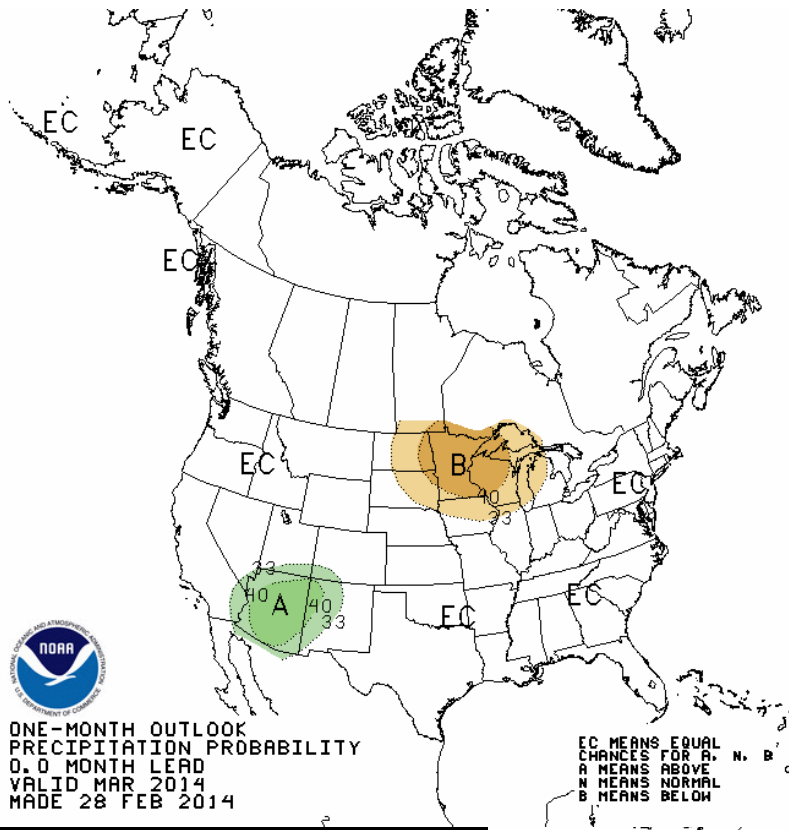 EC
EC
EC
B
EC
EC
40
33
33
40
A
40
33
EC
EC
NATIONAL OCEANIC AND ATMOSPHERIC ADMINISTRATION
NOAA
U.S. DEPARTMENT OF COMMERCE
ONE-MONTH OUTLOOK
PRECIPITATION PROBABILITY
0.0 MONTH LEAD
VALID MAR 2014
MADE 28 FEB 2014
EC MEANS EQUAL
CHANCES FOR A, N, B
A MEANS ABOVE
N MEANS NORMAL
B MEANS BELOW